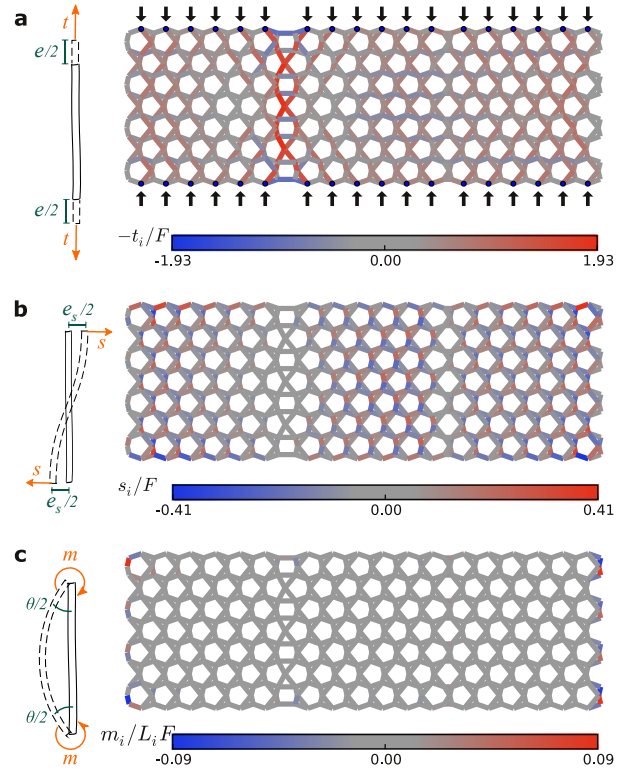 a
t
e/2
e/2
t
-t_i/F
-1.93 0.00 1.93
b
e_s/2
s
s
e_s/2
s_i/F
-0.41 0.00 0.41
c
m
θ/2
θ/2
m
m_i/L_iF
-0.09 0.00 0.09